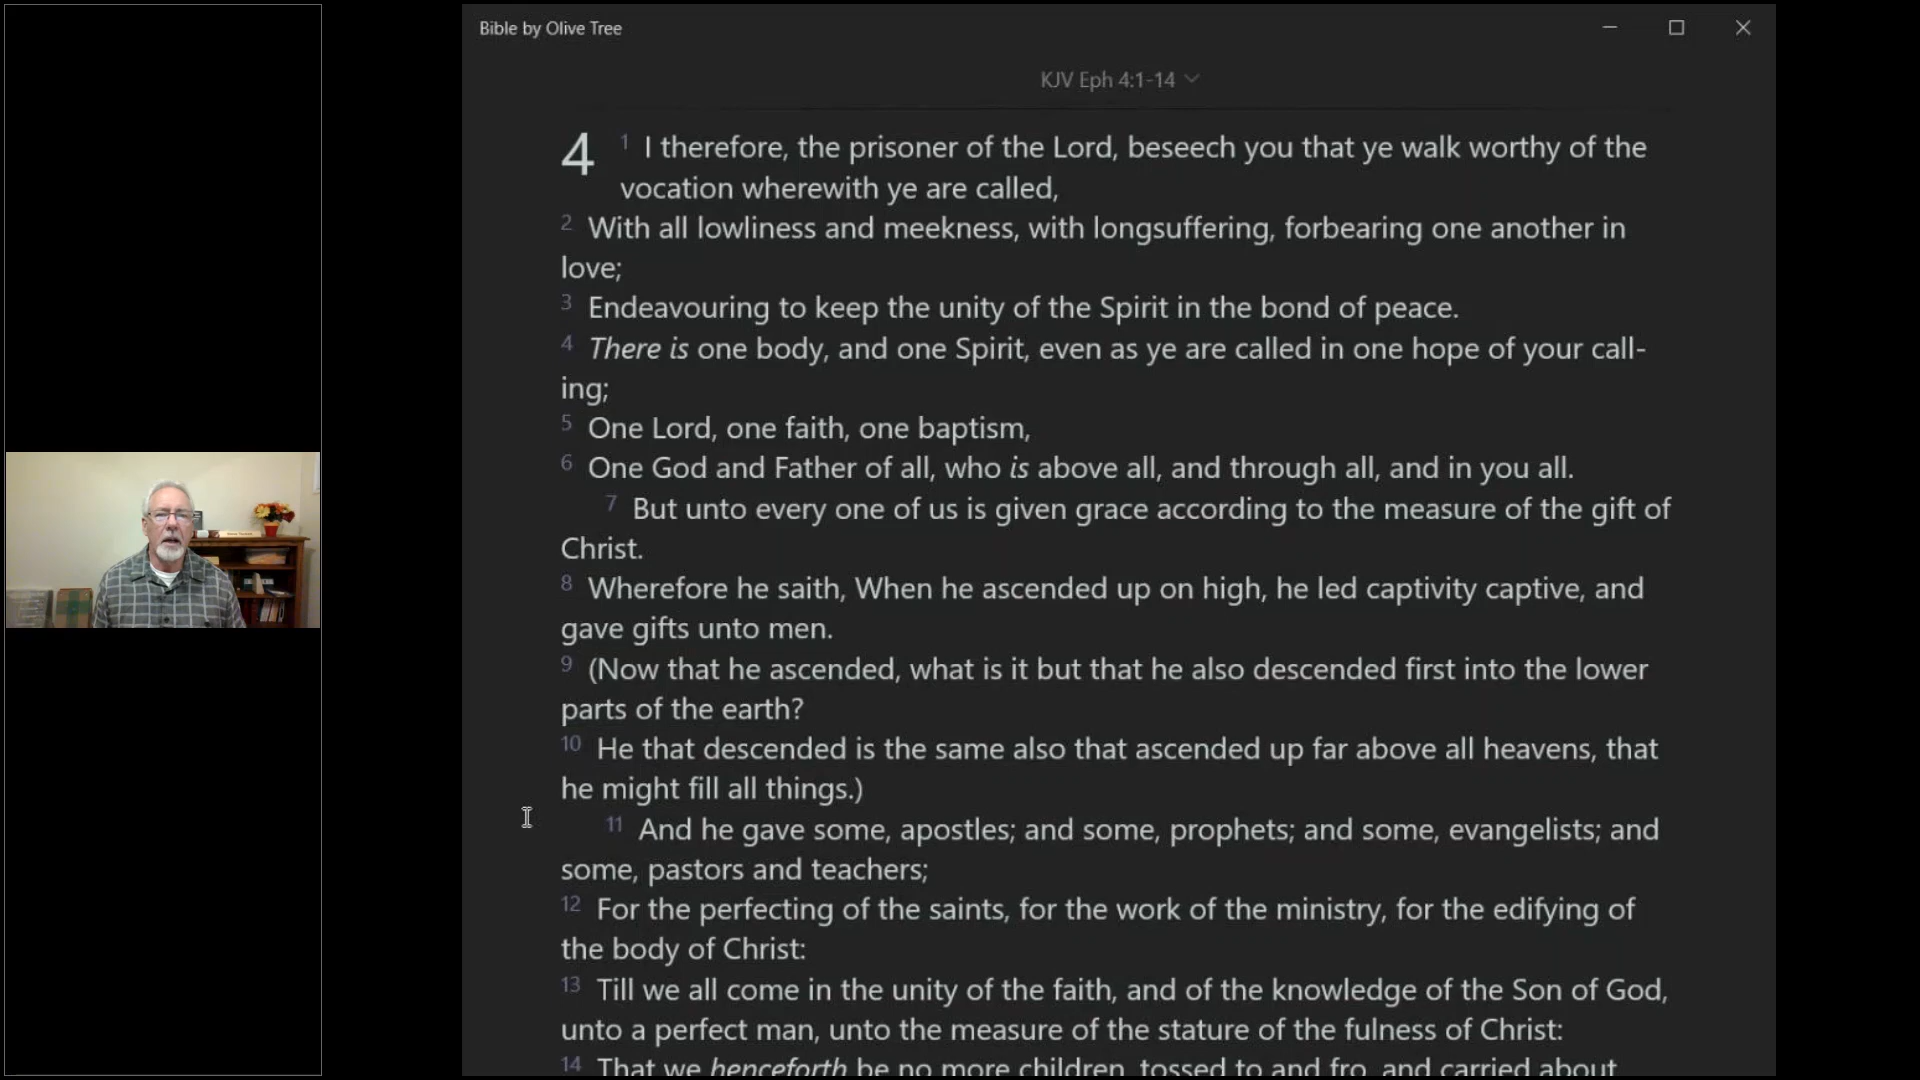 Bible by Olive Tree
KJV Eph 4:1-14
4 1 I therefore, the prisoner of the Lord, beseech you that ye walk worthy of the
vocation wherewith ye are called,
2 With all lowliness and meekness, with longsuffering, forbearing one another in
love;
3 Endeavouring to keep the unity of the Spirit in the bond of peace.
4 There is one body, and one Spirit, even as ye are called in one hope of your call-
ing;
5 One Lord, one faith, one baptism,
6 One God and Father of all, who is above all, and through all, and in you all.
7 But unto every one of us is given grace according to the measure of the gift of
Christ.
8 Wherefore he saith, When he ascended up on high, he led captivity captive, and
gave gifts unto men.
9 (Now that he ascended, what is it but that he also descended first into the lower
parts of the earth?
10 He that descended is the same also that ascended up far above all heavens, that
he might fill all things.)
11 And he gave some, apostles; and some, prophets; and some, evangelists; and
some, pastors and teachers;
12 For the perfecting of the saints, for the work of the ministry, for the edifying of
the body of Christ:
13 Till we all come in the unity of the faith, and of the knowledge of the Son of God,
unto a perfect man, unto the measure of the stature of the fulness of Christ:
14 That we henceforth be no more children, tossed to and fro, and carried about